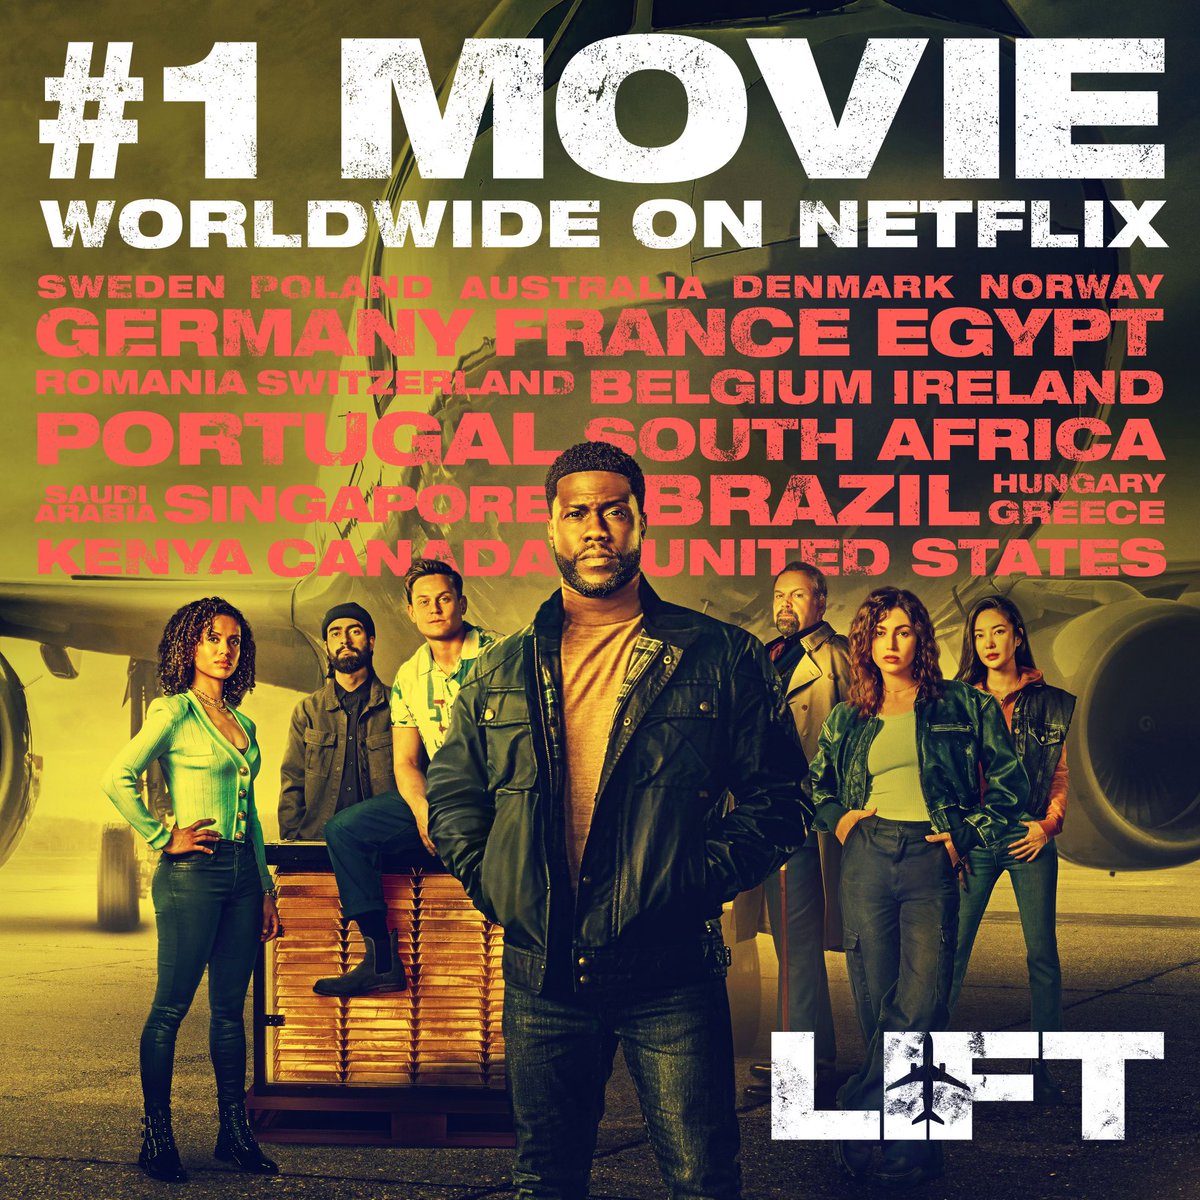 #1 MOVIE
WORLDWIDE ON NETFLIX
SWEDEN POLAND AUSTRALIA DENMARK NORWAY
GERMANY FRANCE EGYPT
ROMANIA SWITZERLAND BELGIUM IRELAND
PORTUGAL SOUTH AFRICA
SAUDI ARABIA SINGAPORE BRAZIL HUNGARY GREECE
KENYA CANADA UNITED STATES
LIFT